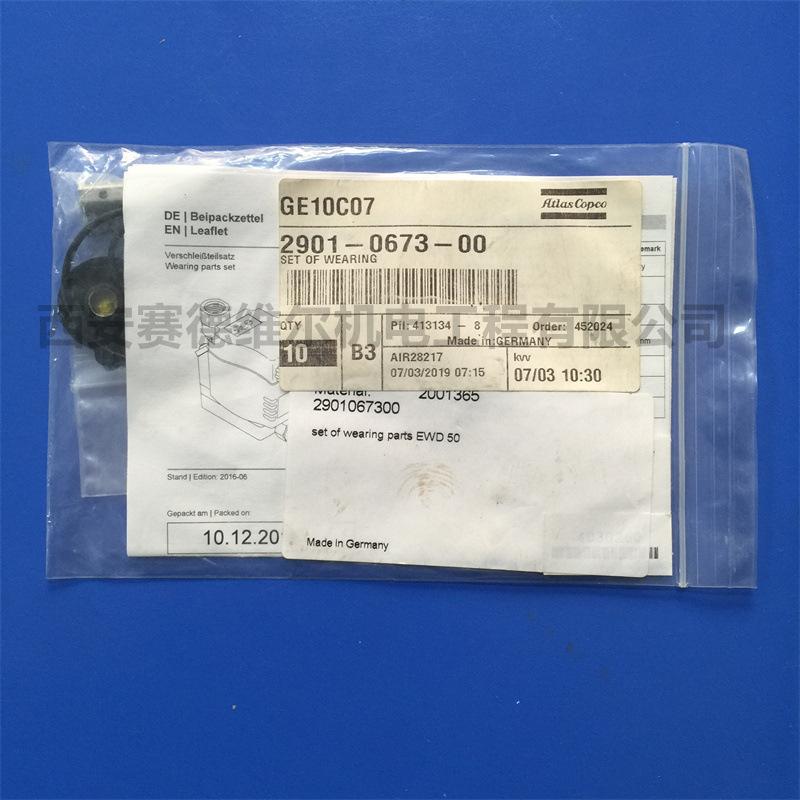 DE | Beipackzettel
EN | Leaflet
Verschleißteilsatz
Wearing parts set
Stand | Edition: 2016-06
Gepackt am | Packed on:
10.12.20
GE10C07
Atlas Copco
2901-0673-00
SET OF WEARING
QTY
10
B3
Pil: 413134 - 8
Order: 452024
Made in: GERMANY
AIR28217
07/03/2019 07:15
kvv
07/03 10:30
Material: 2001365
2901067300
set of wearing parts EWD 50
Made in Germany
西安赛德维尔机电工程有限公司